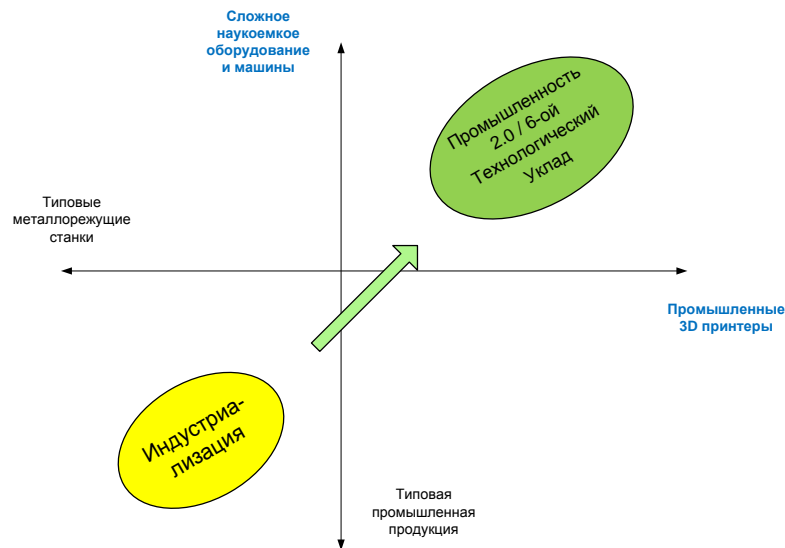 Сложное
наукоемкое
оборудование
и машины
Промышленность
2.0 / 6-ой
Технологический
Уклад
Типовые
металлорежущие
станки
Промышленные
3D принтеры
Индустриа-
лизация
Типовая
промышленная
продукция